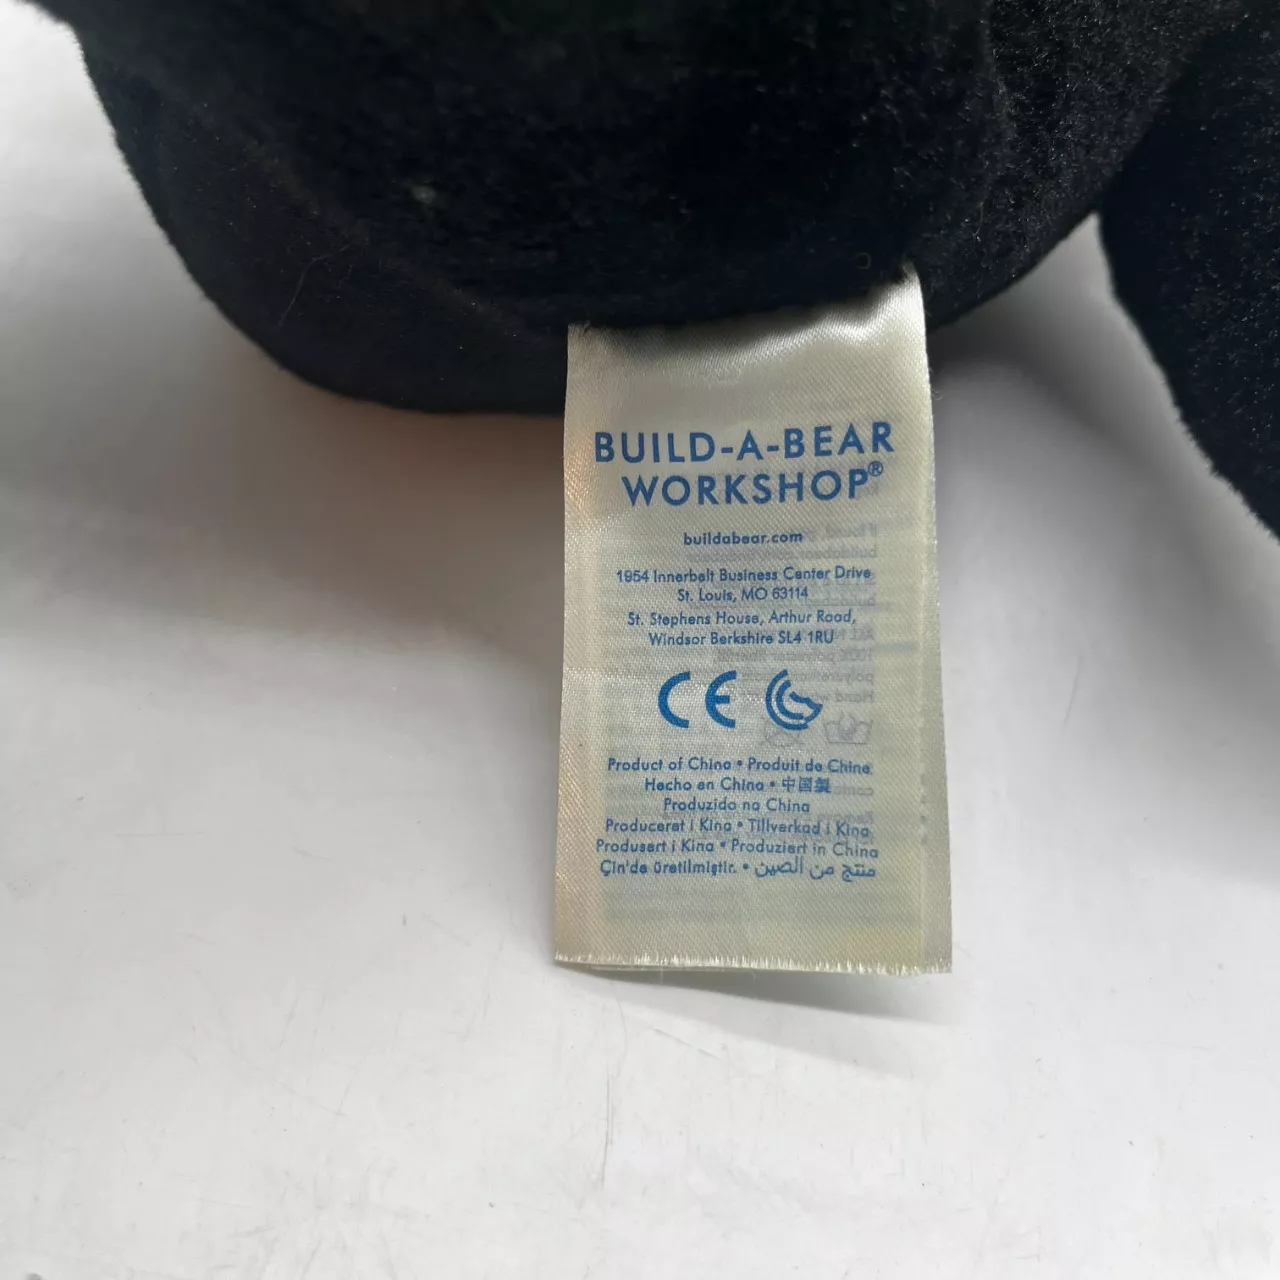 BUILD-A-BEAR
WORKSHOP®
buildabear.com
1954 Innerbelt Business Center Drive
St. Louis, MO 63114
St. Stephens House, Arthur Road,
Windsor Berkshire SL4 1RU
CE
Product of China • Produit de Chine
Hecho en China • 中国製
Produzido na China
Produceret i Kina • Tillverkad i Kina
Produsert i Kina • Produziert in China
Çin'de üretilmiştir. • منتج من الصين